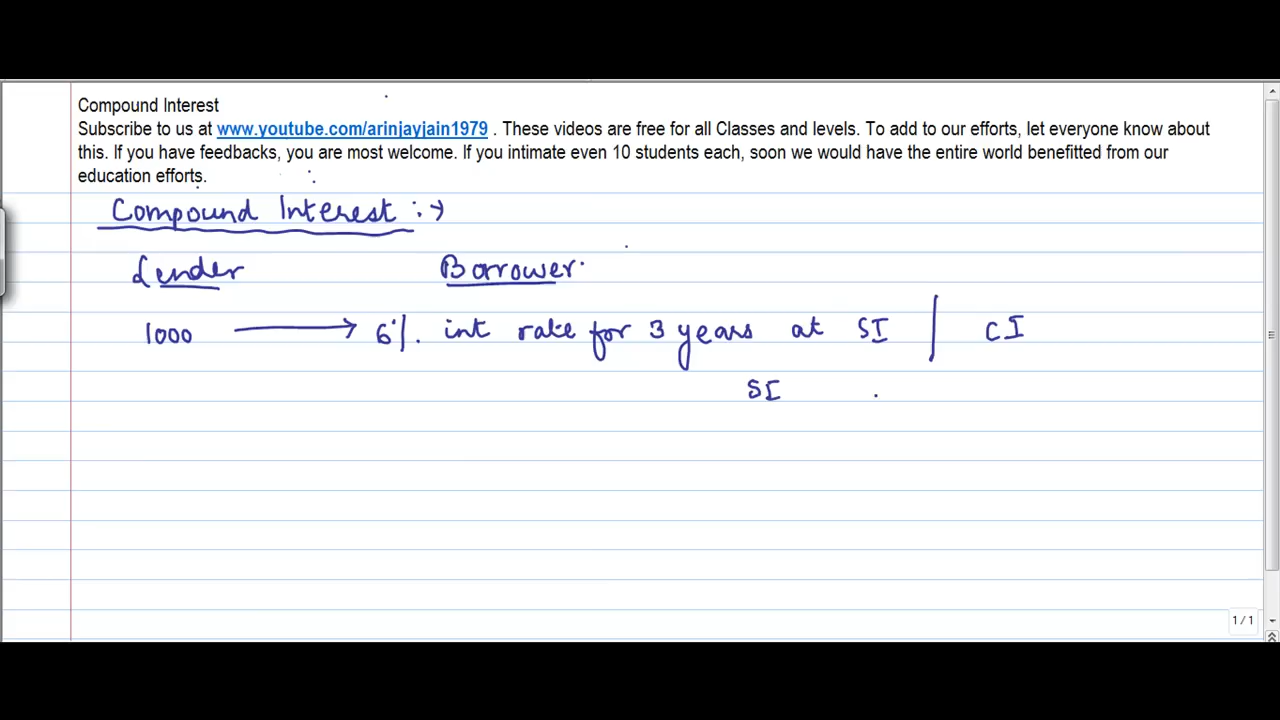 Compound Interest
Subscribe to us at www.youtube.com/arinjayjain1979 . These videos are free for all Classes and levels. To add to our efforts, let everyone know about
this. If you have feedbacks, you are most welcome. If you intimate even 10 students each, soon we would have the entire world benefitted from our
education efforts.
Compound Interest :→
Lender Borrower.
1000 → 6%. int rate for 3 years at SI | CI
SI
1 / 1